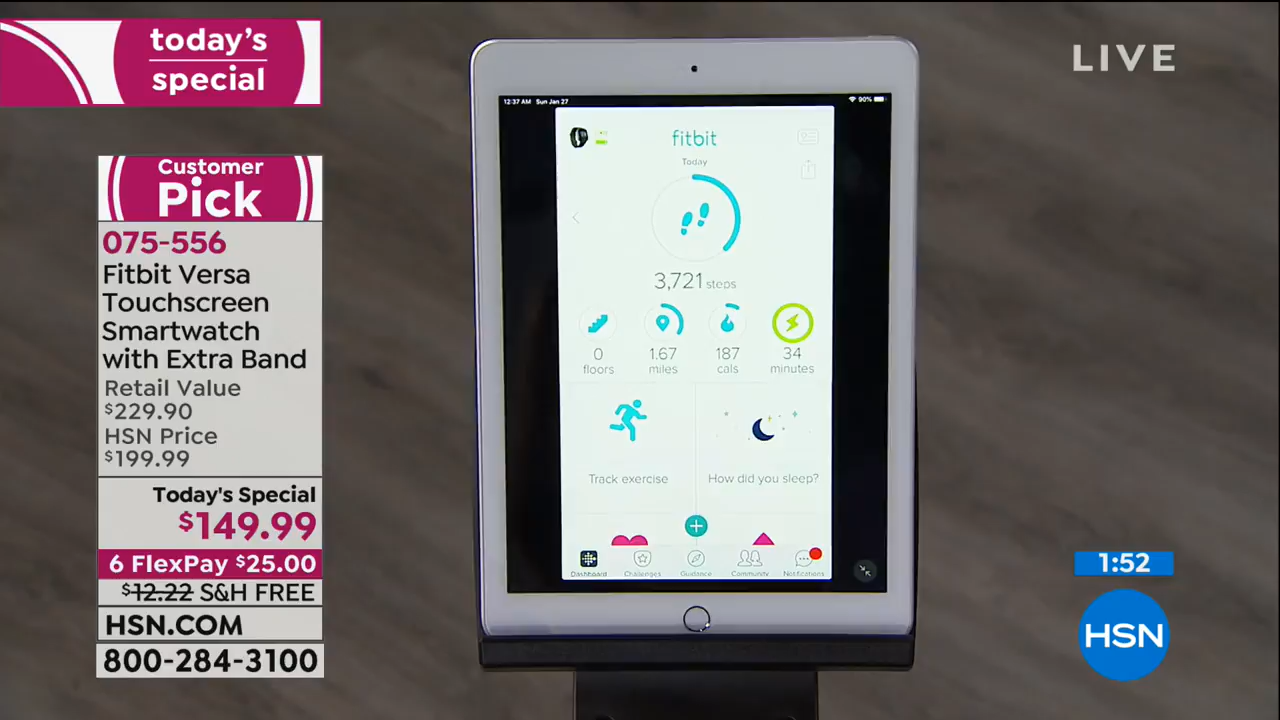 today's
special
LIVE
Customer
Pick
075-556
Fitbit Versa
Touchscreen
Smartwatch
with Extra Band
Retail Value
$229.90
HSN Price
$199.99
Today's Special
$149.99
6 FlexPay $25.00
$12.22 S&H FREE
HSN.COM
800-284-3100
12:37 AM Sun Jan 27
90%
fitbit
Today
3,721 steps
0 1.67 187 34
floors miles cals minutes
Track exercise How did you sleep?
Dashboard Challenges Guidance Community Notifications
1:52
HSN